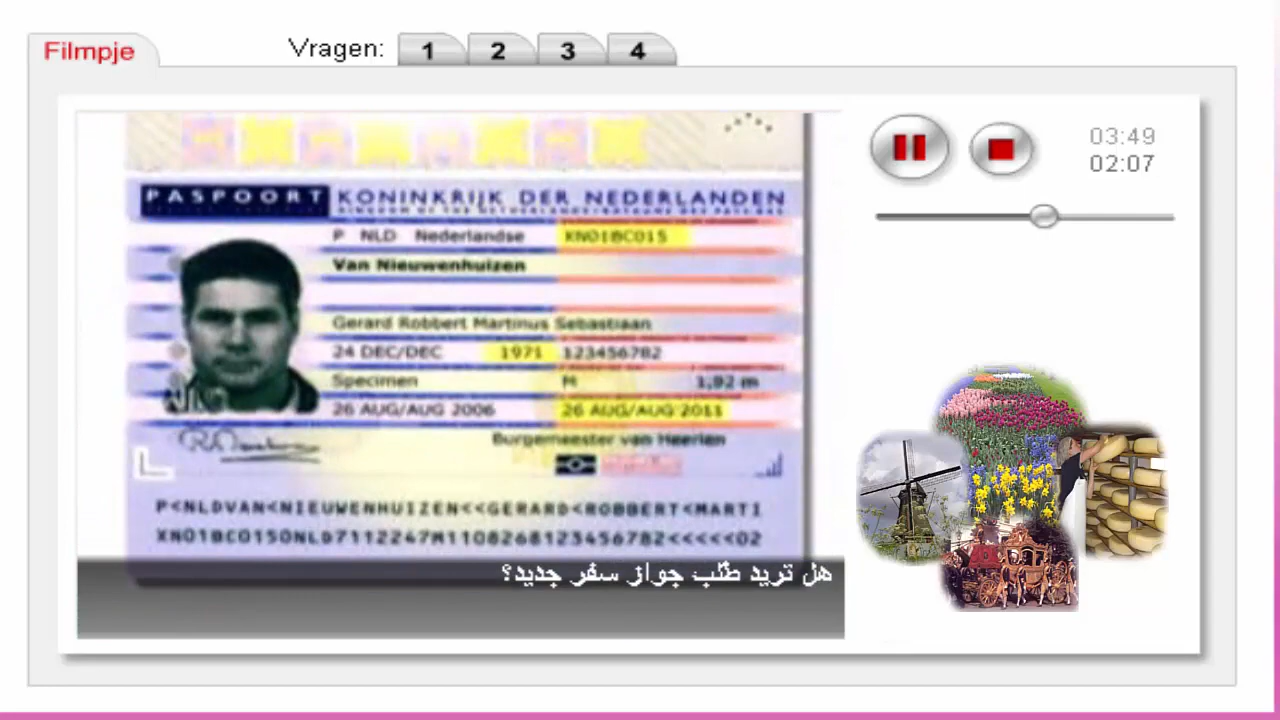 Filmpje
Vragen:
1
2
3
4
03:49
02:07
PASPOORT KONINKRIJK DER NEDERLANDEN
P NLD Nederlandse XN01BC015
Van Nieuwenhuizen
Gerard Robbert Martinus Sebastiaan
24 DEC/DEC 1971 123456782
Specimen M 1,92 m
26 AUG/AUG 2006 26 AUG/AUG 2011
Burgemeester van Heerlen
P<NLDVAN<NIEUWENHUIZEN<<GERARD<ROBBERT<MARTI
XN01BC0150NLD7112247M1108268123456782<<<<<02
هل تريد طلب جواز سفر جديد؟